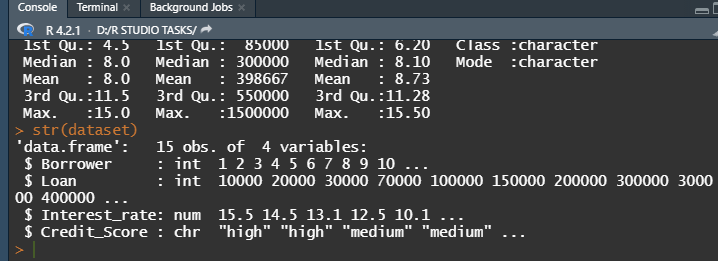 Console Terminal × Background Jobs ×
R 4.2.1 · D:/R STUDIO TASKS/
1st Qu.: 4.5 1st Qu.: 85000 1st Qu.: 6.20 Class :character
Median : 8.0 Median : 300000 Median : 8.10 Mode :character
Mean : 8.0 Mean : 398667 Mean : 8.73
3rd Qu.:11.5 3rd Qu.: 550000 3rd Qu.:11.28
Max. :15.0 Max. :1500000 Max. :15.50
> str(dataset)
'data.frame': 15 obs. of 4 variables:
$ Borrower : int 1 2 3 4 5 6 7 8 9 10 ...
$ Loan : int 10000 20000 30000 70000 100000 150000 200000 300000 3000
00 400000 ...
$ Interest_rate: num 15.5 14.5 13.1 12.5 10.1 ...
$ Credit_Score : chr "high" "high" "medium" "medium" ...
>